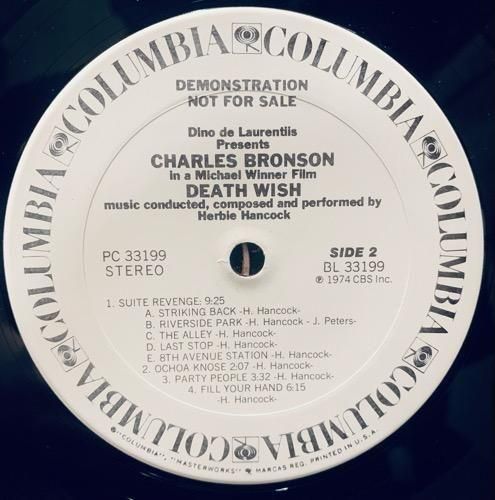 COLUMBIA COLUMBIA COLUMBIA COLUMBIA COLUMBIA COLUMBIA
DEMONSTRATION
NOT FOR SALE
Dino de Laurentiis
Presents
CHARLES BRONSON
in a Michael Winner Film
DEATH WISH
music conducted, composed and performed by
Herbie Hancock
PC 33199
STEREO
SIDE 2
BL 33199
℗ 1974 CBS Inc.
1. SUITE REVENGE: 9:25
A. STRIKING BACK -H. Hancock-
B. RIVERSIDE PARK -H. Hancock - J. Peters-
C. THE ALLEY -H. Hancock-
D. LAST STOP -H. Hancock-
E. 8TH AVENUE STATION -H. Hancock-
2. OCHOA KNOSE 2:07 -H. Hancock-
3. PARTY PEOPLE 3:32 -H. Hancock-
4. FILL YOUR HAND 6:15
-H. Hancock-
"COLUMBIA", "MASTERWORKS" MARCAS REG. PRINTED IN U.S.A.